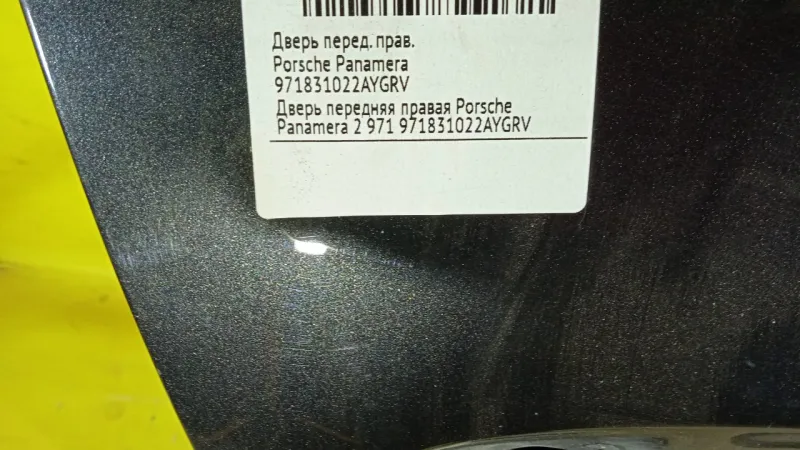 Дверь перед. прав.
Porsche Panamera
971831022AYGRV
Дверь передняя правая Porsche
Panamera 2 971 971831022AYGRV